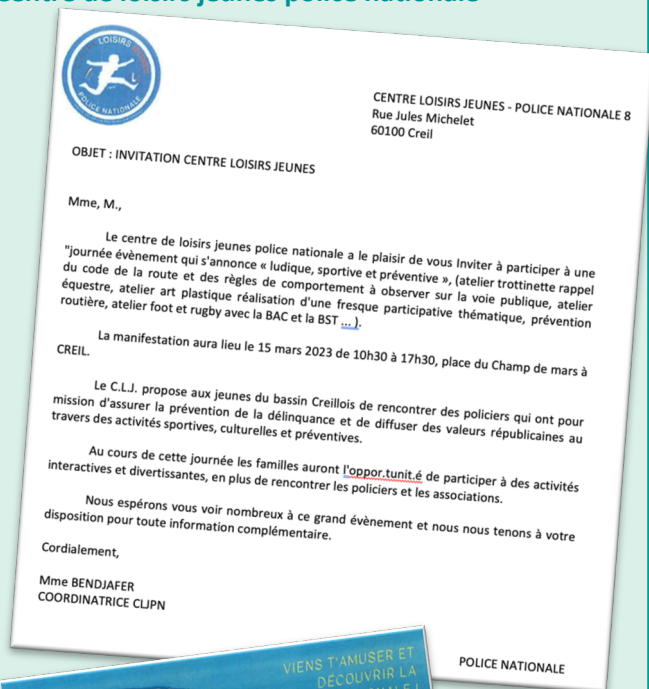 centre de loisirs jeunes police nationale
LOISIRS JEUNES
POLICE NATIONALE
CENTRE LOISIRS JEUNES - POLICE NATIONALE 8
Rue Jules Michelet
60100 Creil
OBJET : INVITATION CENTRE LOISIRS JEUNES
Mme, M.,
Le centre de loisirs jeunes police nationale a le plaisir de vous Inviter à participer à une
"journée évènement qui s'annonce « ludique, sportive et préventive », (atelier trottinette rappel
du code de la route et des règles de comportement à observer sur la voie publique, atelier
équestre, atelier art plastique réalisation d'une fresque participative thématique, prévention
routière, atelier foot et rugby avec la BAC et la BST ... ).
La manifestation aura lieu le 15 mars 2023 de 10h30 à 17h30, place du Champ de mars à
CREIL.
Le C.L.J. propose aux jeunes du bassin Creillois de rencontrer des policiers qui ont pour
mission d'assurer la prévention de la délinquance et de diffuser des valeurs républicaines au
travers des activités sportives, culturelles et préventives.
Au cours de cette journée les familles auront l'oppor.tunit.é de participer à des activités
interactives et divertissantes, en plus de rencontrer les policiers et les associations.
Nous espérons vous voir nombreux à ce grand évènement et nous nous tenons à votre
disposition pour toute information complémentaire.
Cordialement,
Mme BENDJAFER
COORDINATRICE CLJPN
POLICE NATIONALE
VIENS T'AMUSER ET
DÉCOUVRIR LA